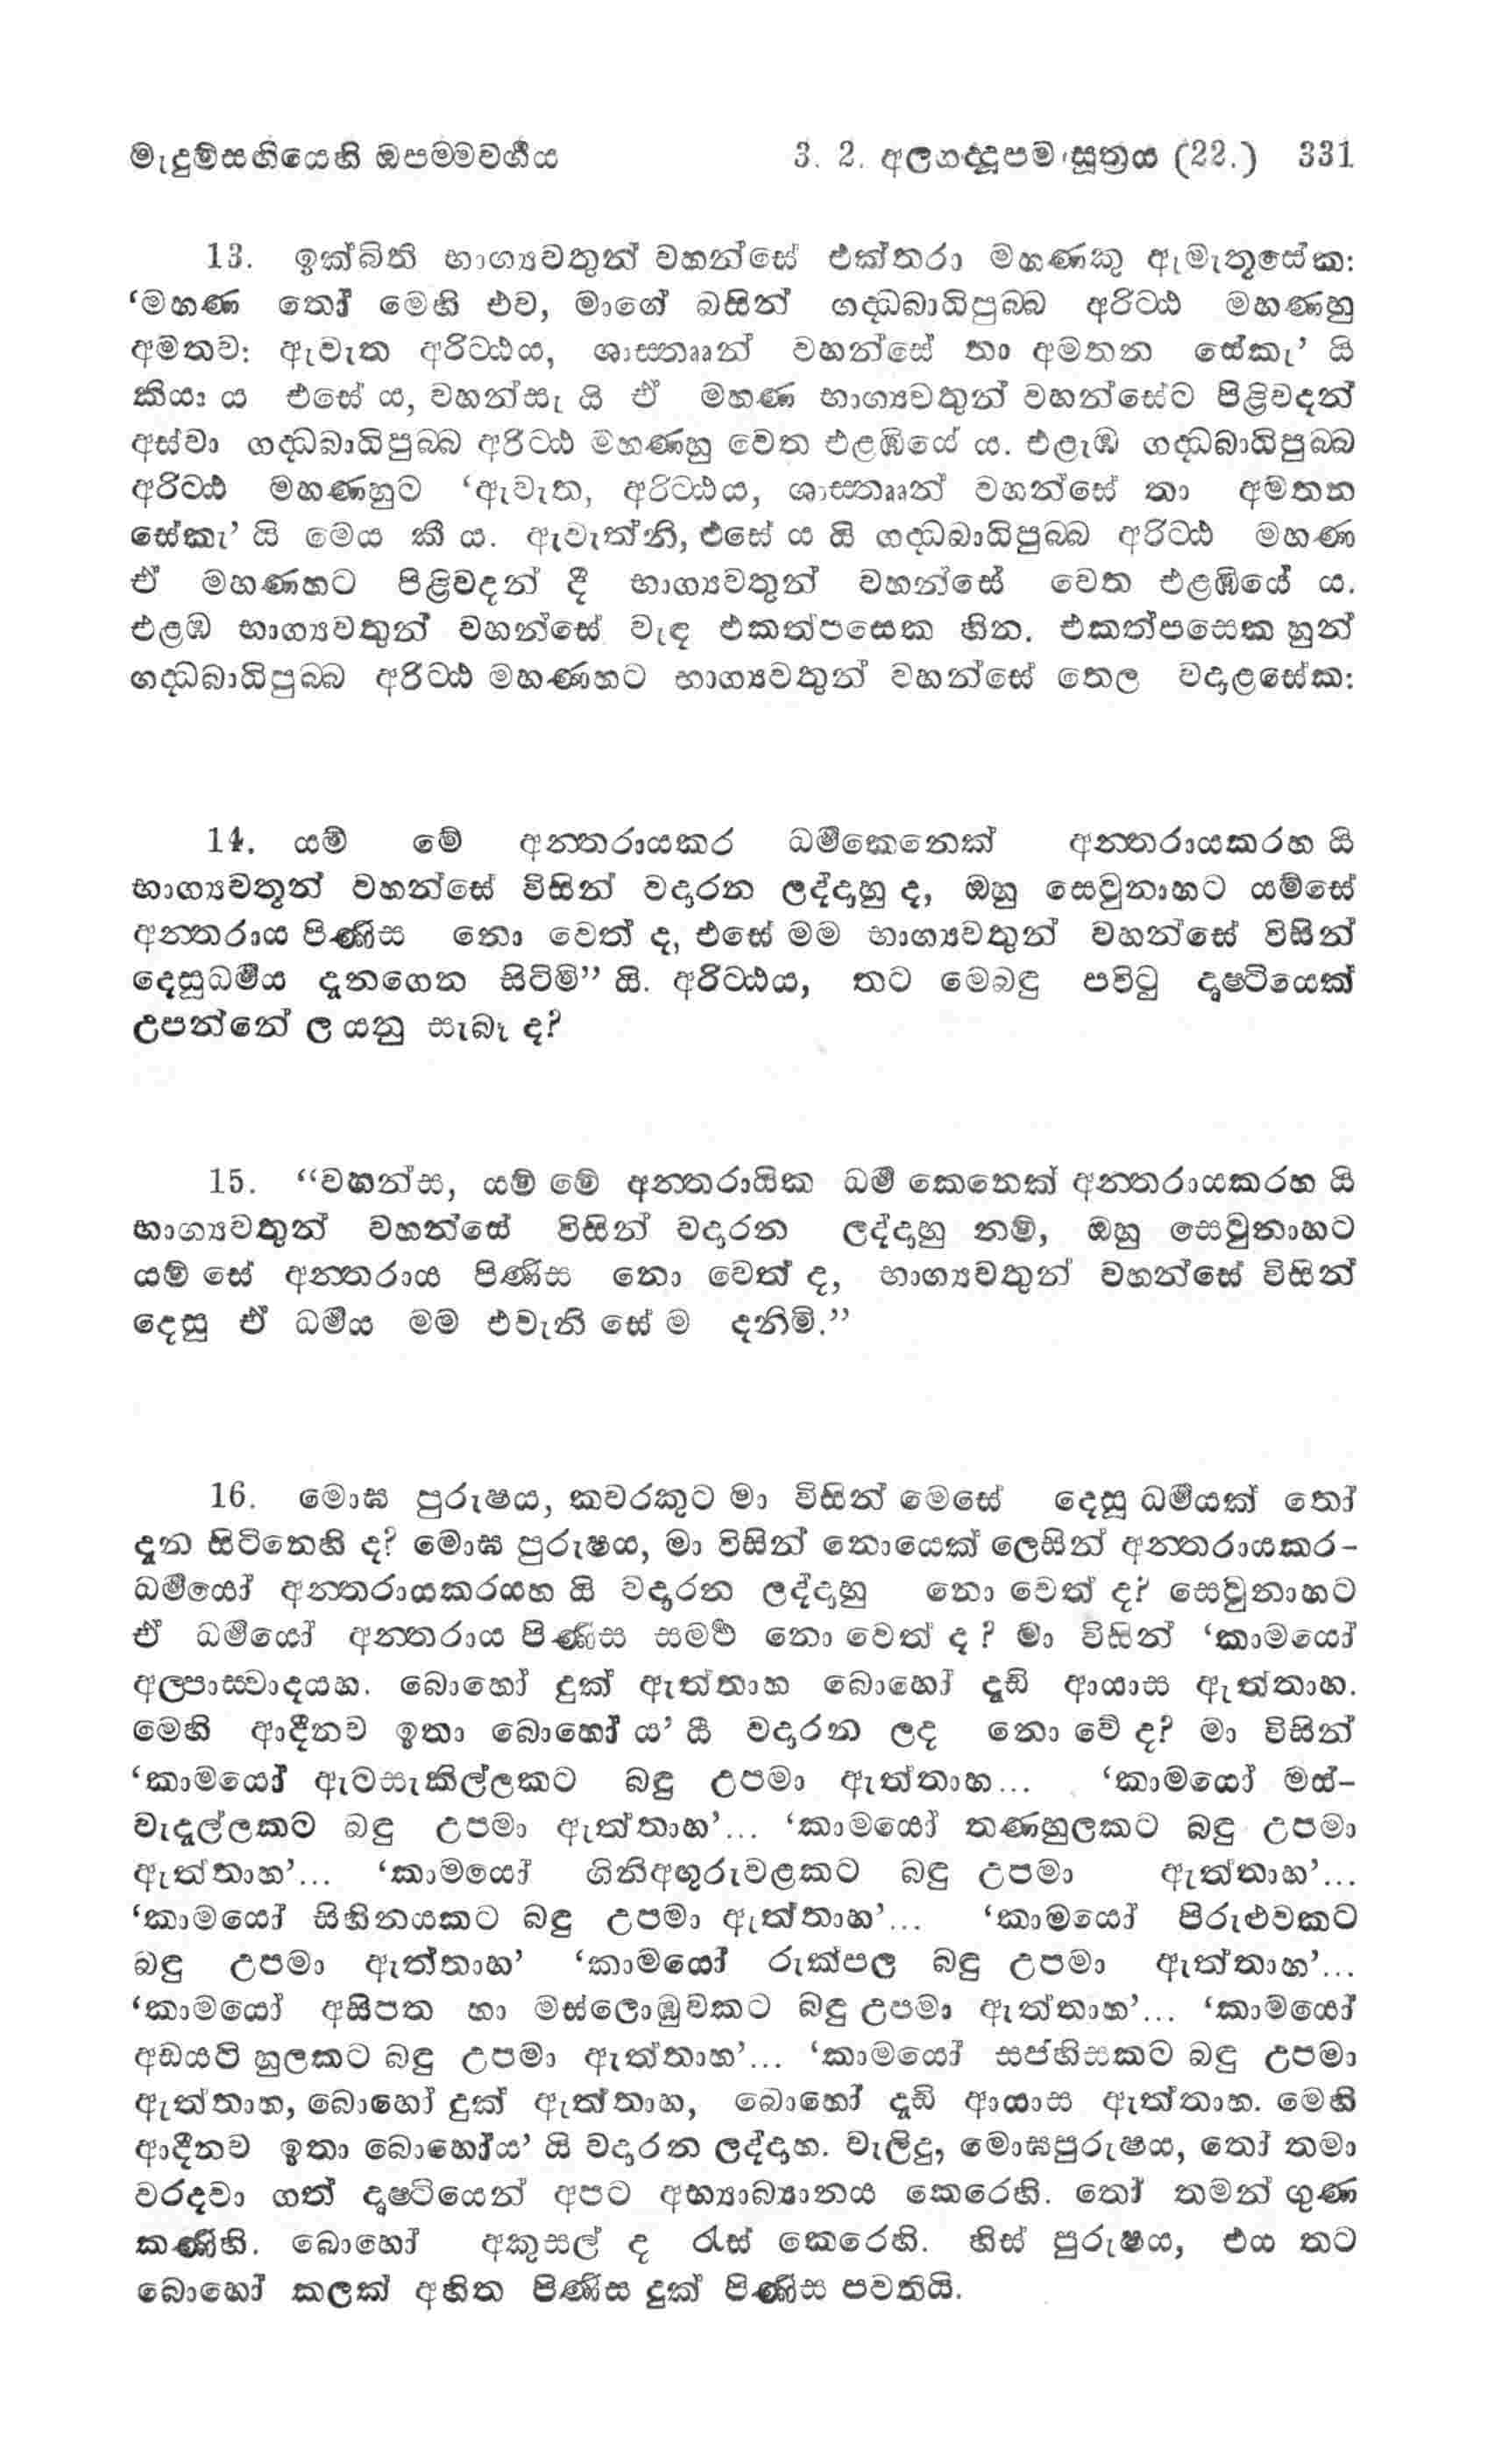 මැදුම්සඟියෙහි ඔපම්මවර්ගය 3. 2. අලගද්දූපම සූත්‍රය (22.) 331
13. ඉක්බිති භාග්‍යවතුන් වහන්සේ එක්තරා මහණකු ඇමැතූසේක:
‘මහණ තෝ මෙහි එව, මාගේ බසින් ගද්ධබාධිපුබ්බ අරිට්ඨ මහණහු
අමතව: ඇවැත අරිට්ඨය, ශාස්තෲන් වහන්සේ තා අමතන සේකැ’ යි
කියා ය එසේ ය, වහන්සැ යි ඒ මහණ භාග්‍යවතුන් වහන්සේට පිළිවදන්
අස්වා ගද්ධබාධිපුබ්බ අරිට්ඨ මහණහු වෙත එළඹියේ ය. එළැඹ ගද්ධබාධිපුබ්බ
අරිට්ඨ මහණහුට ‘ඇවැත, අරිට්ඨය, ශාස්තෲන් වහන්සේ තා අමතන
සේකැ’ යි මෙය කී ය. ඇවැත්නි, එසේ ය යි ගද්ධබාධිපුබ්බ අරිට්ඨ මහණ
ඒ මහණහට පිළිවදන් දී භාග්‍යවතුන් වහන්සේ වෙත එළඹියේ ය.
එළඹ භාග්‍යවතුන් වහන්සේ වැඳ එකත්පසෙක හින. එකත්පසෙක හුන්
ගද්ධබාධිපුබ්බ අරිට්ඨ මහණහට භාග්‍යවතුන් වහන්සේ තෙල වදාළසේක:
14. යම් මේ අන්තරායකර ධර්මකෙනෙක් අන්තරායකරහ යි
භාග්‍යවතුන් වහන්සේ විසින් වදාරන ලද්දාහු ද, ඔහු සෙවුනාහට යම්සේ
අන්තරාය පිණිස නො වෙත් ද, එසේ මම භාග්‍යවතුන් වහන්සේ විසින්
දෙසූධර්මය දැනගෙන සිටිමි” යි. අරිට්ඨය, තට මෙබඳු පවිටු දෘෂ්ටියෙක්
උපන්නේ ල යනු සැබෑ ද?
15. “වහන්ස, යම් මේ අන්තරායික ධර්ම කෙනෙක් අන්තරායකරහ යි
භාග්‍යවතුන් වහන්සේ විසින් වදාරන ලද්දාහු නම්, ඔහු සෙවුනාහට
යම් සේ අන්තරාය පිණිස නො වෙත් ද, භාග්‍යවතුන් වහන්සේ විසින්
දෙසූ ඒ ධර්මය මම එවැනි සේ ම දනිමි.”
16. මොඝ පුරුෂය, කවරකුට මා විසින් මෙසේ දෙසූ ධර්මයක් තෝ
දැන සිටිනෙහි ද? මොඝ පුරුෂය, මා විසින් නොයෙක් ලෙසින් අන්තරායකර-
ධර්මයෝ අන්තරායකරයහ යි වදාරන ලද්දාහු නො වෙත් ද? සෙවුනාහට
ඒ ධර්මයෝ අන්තරාය පිණිස සමර්ථ නො වෙත් ද ? මා විසින් ‘කාමයෝ
අල්පාස්වාදයහ. බොහෝ දුක් ඇත්තාහ බොහෝ දැඩි ආයාස ඇත්තාහ.
මෙහි ආදීනව ඉතා බොහෝ ය’ යී වදාරන ලද නො වේ ද? මා විසින්
‘කාමයෝ ඇටසැකිල්ලකට බඳු උපමා ඇත්තාහ... ‘කාමයෝ මස්-
වැදැල්ලකට බඳු උපමා ඇත්තාහ’... ‘කාමයෝ තණහුලකට බඳු උපමා
ඇත්තාහ’... ‘කාමයෝ ගිනිඅඟුරුවළකට බඳු උපමා ඇත්තාහ’...
‘කාමයෝ සිහිනයකට බඳු උපමා ඇත්තාහ’... ‘කාමයෝ පිරුළුවකට
බඳු උපමා ඇත්තාහ’ ‘කාමයෝ රුක්පල බඳු උපමා ඇත්තාහ’...
‘කාමයෝ අසිපත හා මස්ලොඹුවකට බඳු උපමා ඇත්තාහ’... ‘කාමයෝ
අඩයටි හුලකට බඳු උපමා ඇත්තාහ’... ‘කාමයෝ සප්හිසකට බඳු උපමා
ඇත්තාහ, බොහෝ දුක් ඇත්තාහ, බොහෝ දැඩි ආයාස ඇත්තාහ. මෙහි
ආදීනව ඉතා බොහෝය’ යි වදාරන ලද්දාහ. වැලිදු, මොඝපුරුෂය, තෝ තමා
වරදවා ගත් දෘෂ්ටියෙන් අපට අභ්‍යාඛ්‍යානය කෙරෙහි. තෝ තමන් ගුණ
කණිහි. බොහෝ අකුසල් ද රැස් කෙරෙහි. හිස් පුරුෂය, එය තට
බොහෝ කලක් අහිත පිණිස දුක් පිණිස පවතියි.